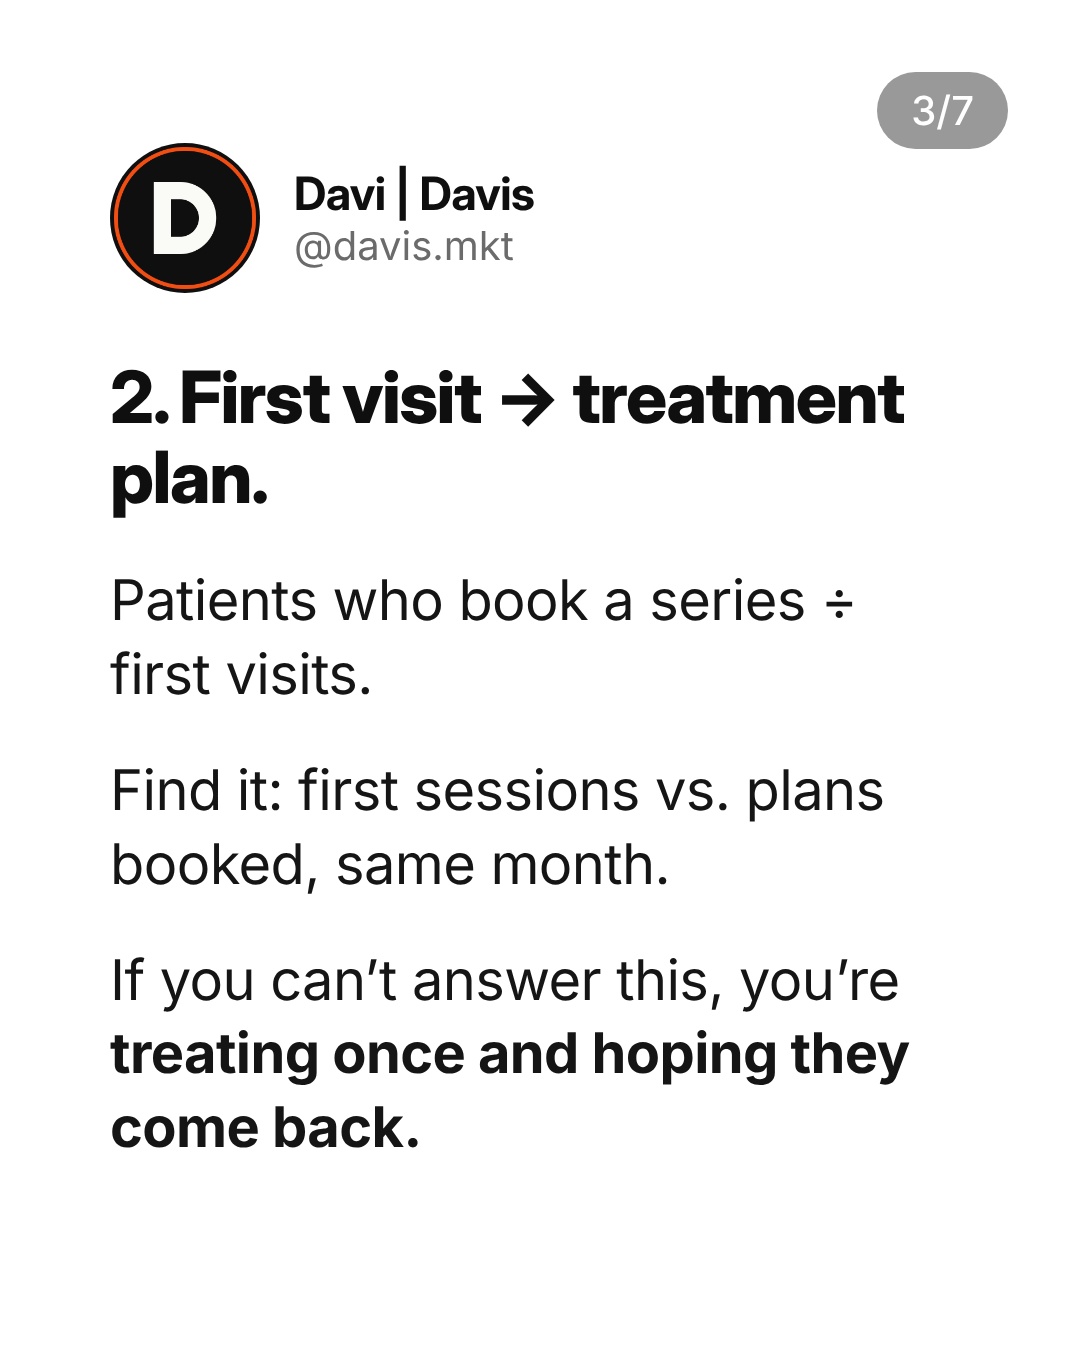 3/7
D
Davi | Davis
@davis.mkt
2. First visit → treatment
plan.
Patients who book a series ÷
first visits.
Find it: first sessions vs. plans
booked, same month.
If you can’t answer this, you’re
treating once and hoping they
come back.